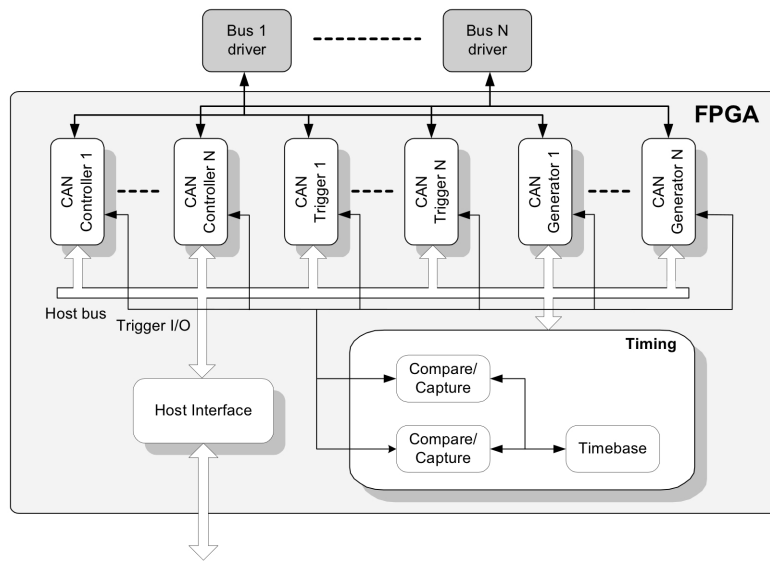 Bus 1
driver
Bus N
driver
FPGA
CAN
Controller 1
CAN
Controller N
CAN
Trigger 1
CAN
Trigger N
CAN
Generator 1
CAN
Generator N
Host bus
Trigger I/O
Timing
Compare/
Capture
Host Interface
Compare/
Capture
Timebase